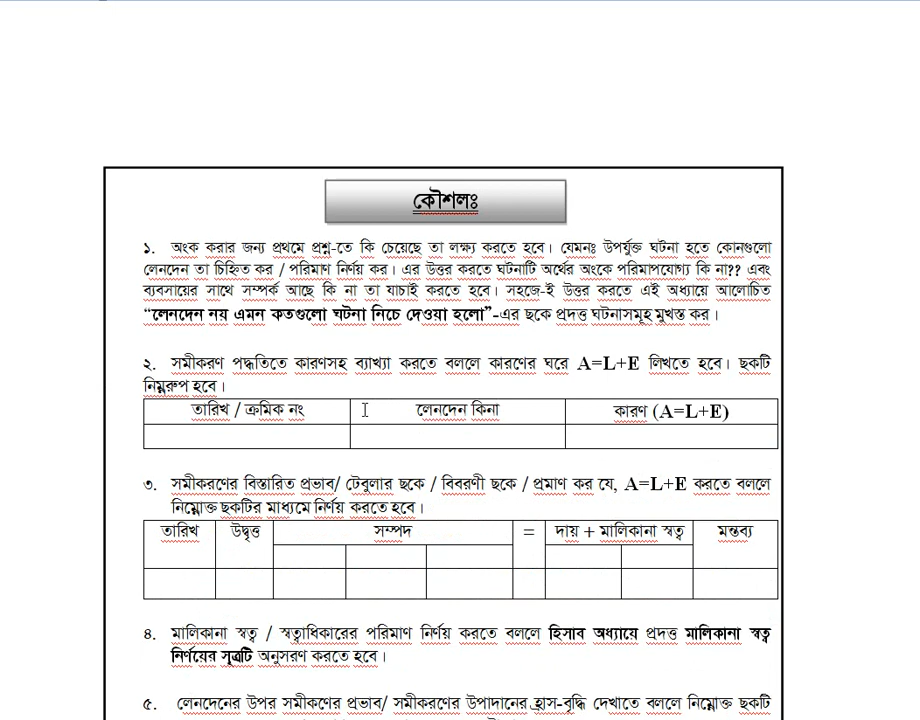 কৌশলঃ
১. অংক করার জন্য প্রথমে প্রশ্ন-তে কি চেয়েছে তা লক্ষ্য করতে হবে। যেমনঃ উপর্যুক্ত ঘটনা হতে কোনগুলো
লেনদেন তা চিহ্নিত কর / পরিমাণ নির্ণয় কর। এর উত্তর করতে ঘটনাটি অর্থের অংকে পরিমাপযোগ্য কি না?? এবং
ব্যবসায়ের সাথে সম্পর্ক আছে কি না তা যাচাই করতে হবে। সহজে-ই উত্তর করতে এই অধ্যায়ে আলোচিত
“লেনদেন নয় এমন কতগুলো ঘটনা নিচে দেওয়া হলো”-এর ছকে প্রদত্ত ঘটনাসমূহ মুখস্ত কর।
২. সমীকরণ পদ্ধতিতে কারণসহ ব্যাখ্যা করতে বললে কারণের ঘরে A=L+E লিখতে হবে। ছকটি
নিম্নরুপ হবে।
তারিখ / ক্রমিক নং লেনদেন কিনা কারণ (A=L+E)
৩. সমীকরণের বিস্তারিত প্রভাব/ টেবুলার ছকে / বিবরণী ছকে / প্রমাণ কর যে, A=L+E করতে বললে
নিম্নোক্ত ছকটির মাধ্যমে নির্ণয় করতে হবে।
তারিখ উদ্বৃত্ত সম্পদ = দায় + মালিকানা স্বত্ব মন্তব্য
৪. মালিকানা স্বত্ব / স্বত্বাধিকারের পরিমাণ নির্ণয় করতে বললে হিসাব অধ্যায়ে প্রদত্ত মালিকানা স্বত্ব
নির্ণয়ের সূত্রটি অনুসরণ করতে হবে।
৫. লেনদেনের উপর সমীকণের প্রভাব/ সমীকরণের উপাদানের হ্রাস-বৃদ্ধি দেখাতে বললে নিম্নোক্ত ছকটি